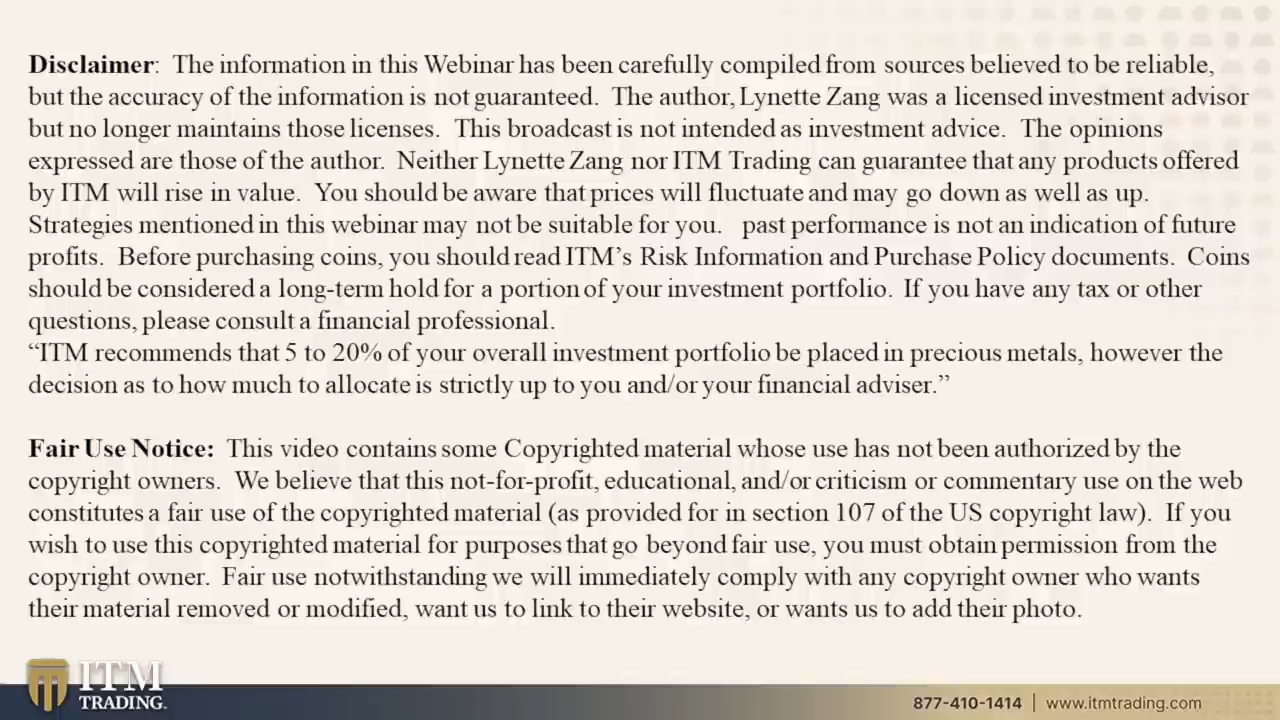 Disclaimer: The information in this Webinar has been carefully compiled from sources believed to be reliable,
but the accuracy of the information is not guaranteed. The author, Lynette Zang was a licensed investment advisor
but no longer maintains those licenses. This broadcast is not intended as investment advice. The opinions
expressed are those of the author. Neither Lynette Zang nor ITM Trading can guarantee that any products offered
by ITM will rise in value. You should be aware that prices will fluctuate and may go down as well as up.
Strategies mentioned in this webinar may not be suitable for you. past performance is not an indication of future
profits. Before purchasing coins, you should read ITM's Risk Information and Purchase Policy documents. Coins
should be considered a long-term hold for a portion of your investment portfolio. If you have any tax or other
questions, please consult a financial professional.
“ITM recommends that 5 to 20% of your overall investment portfolio be placed in precious metals, however the
decision as to how much to allocate is strictly up to you and/or your financial adviser.”
Fair Use Notice: This video contains some Copyrighted material whose use has not been authorized by the
copyright owners. We believe that this not-for-profit, educational, and/or criticism or commentary use on the web
constitutes a fair use of the copyrighted material (as provided for in section 107 of the US copyright law). If you
wish to use this copyrighted material for purposes that go beyond fair use, you must obtain permission from the
copyright owner. Fair use notwithstanding we will immediately comply with any copyright owner who wants
their material removed or modified, want us to link to their website, or wants us to add their photo.
ITM
TRADING.
877-410-1414 | www.itmtrading.com